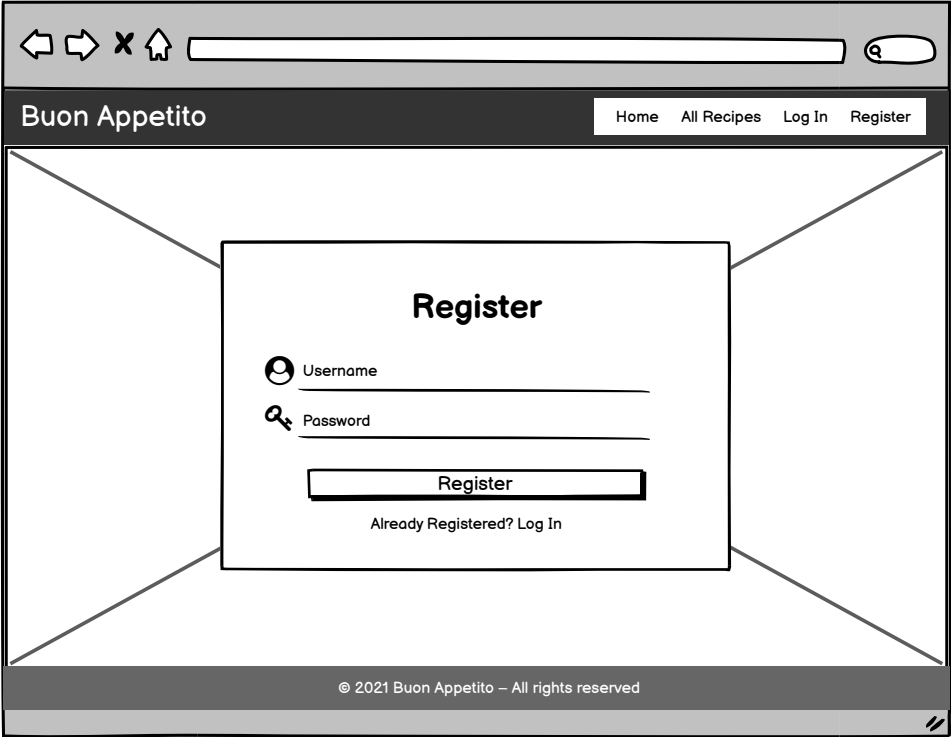 Buon Appetito
Home All Recipes Log In Register
Register
Username
Password
Register
Already Registered? Log In
© 2021 Buon Appetito – All rights reserved